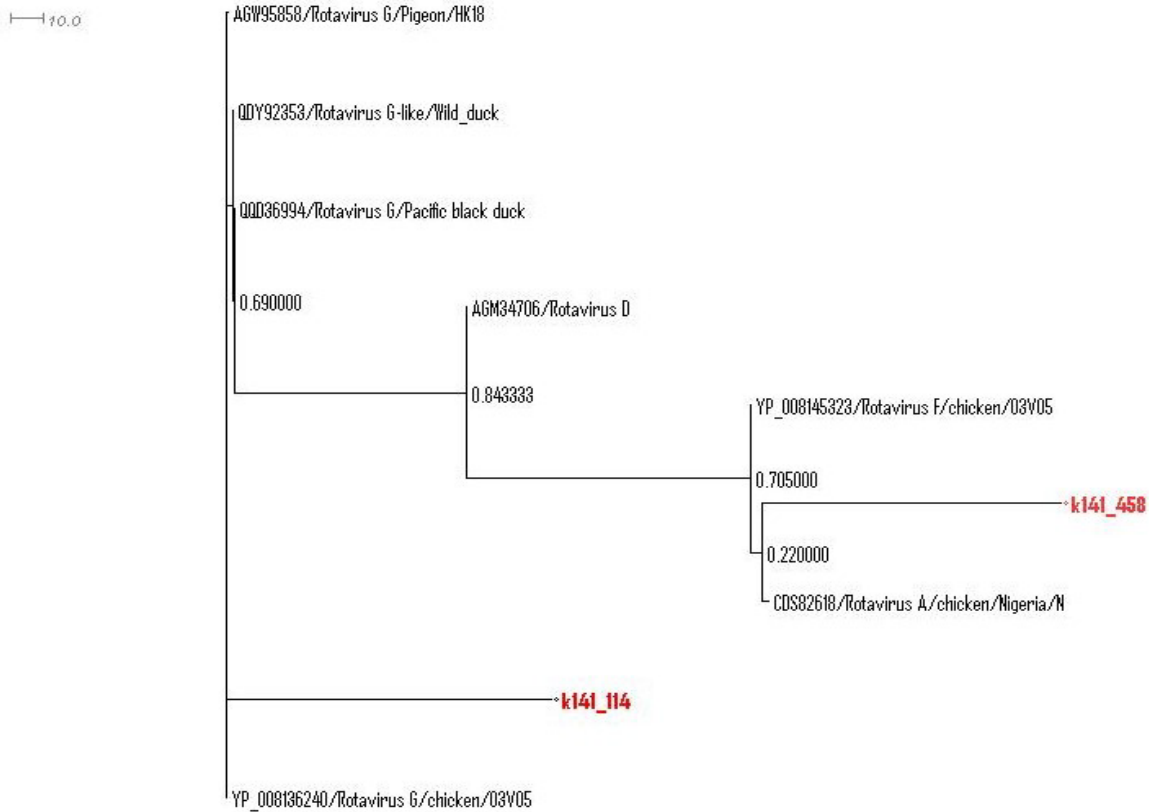 10.0
AGW95858/Rotavirus G/Pigeon/HK18
QDY92353/Rotavirus G-like/Wild_duck
QQD36994/Rotavirus G/Pacific black duck
0.690000
AGM34706/Rotavirus D
0.843333
YP_008145323/Rotavirus F/chicken/03V05
0.705000
k141_458
0.220000
CDS82618/Rotavirus A/chicken/Nigeria/N
k141_114
YP_008136240/Rotavirus G/chicken/03V05